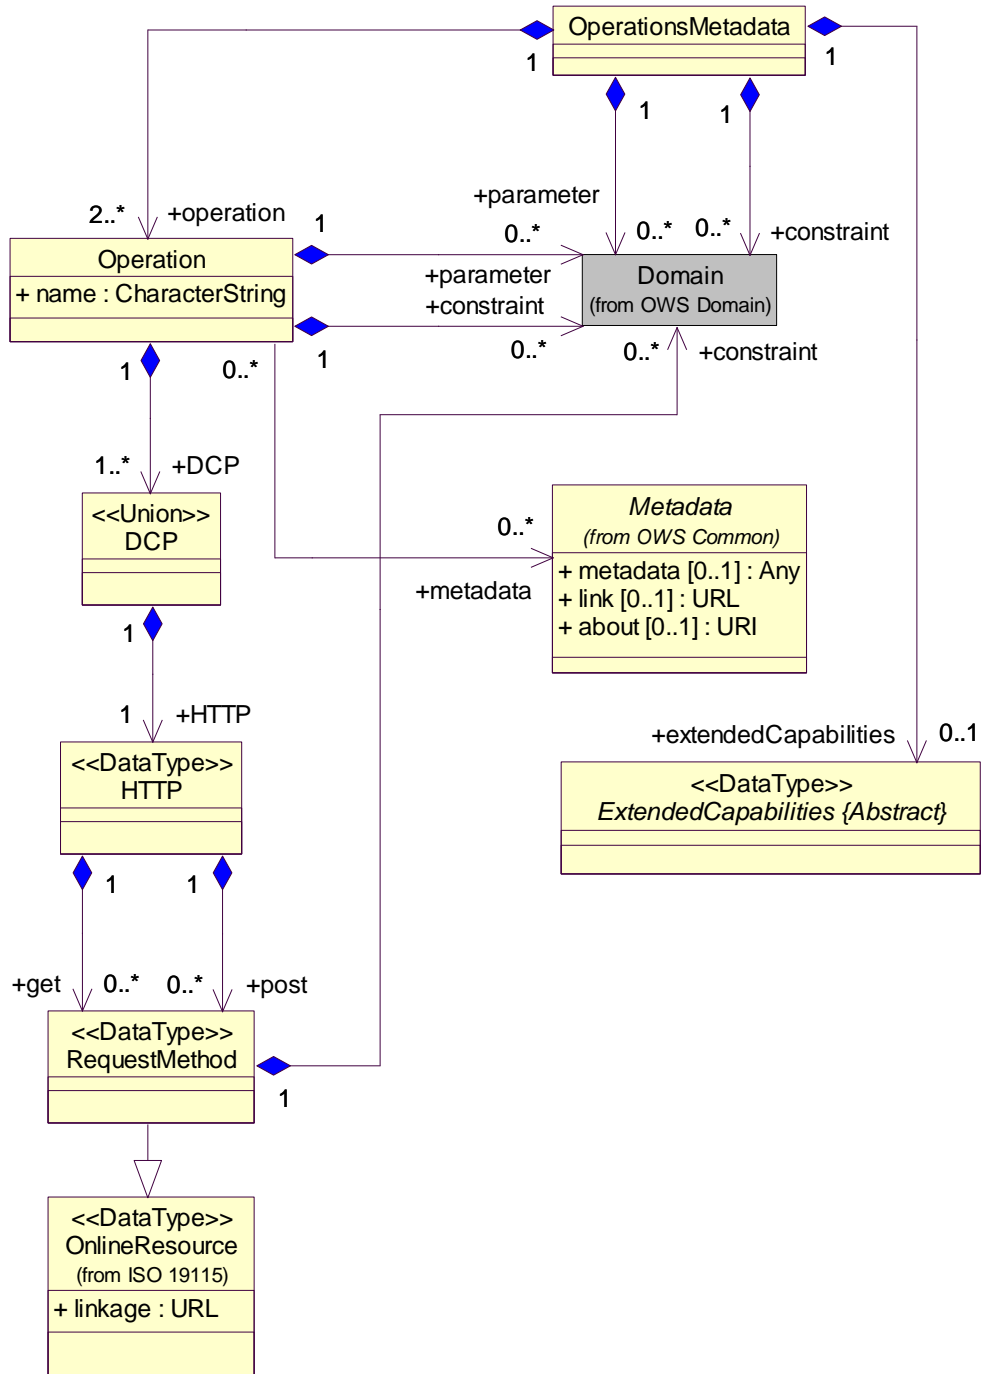 OperationsMetadata
1
1
1
1
+parameter
2..*
+operation
1
0..*
0..*
0..*
+constraint
Operation
+ name : CharacterString
+parameter
+constraint
Domain
(from OWS Domain)
1
0..*
1
0..*
0..*
+constraint
1..*
+DCP
<<Union>>
DCP
0..*
+metadata
Metadata
(from OWS Common)
+ metadata [0..1] : Any
+ link [0..1] : URL
+ about [0..1] : URI
1
1
+HTTP
+extendedCapabilities
0..1
<<DataType>>
HTTP
<<DataType>>
ExtendedCapabilities {Abstract}
1
1
+get
0..*
0..*
+post
<<DataType>>
RequestMethod
1
<<DataType>>
OnlineResource
(from ISO 19115)
+ linkage : URL